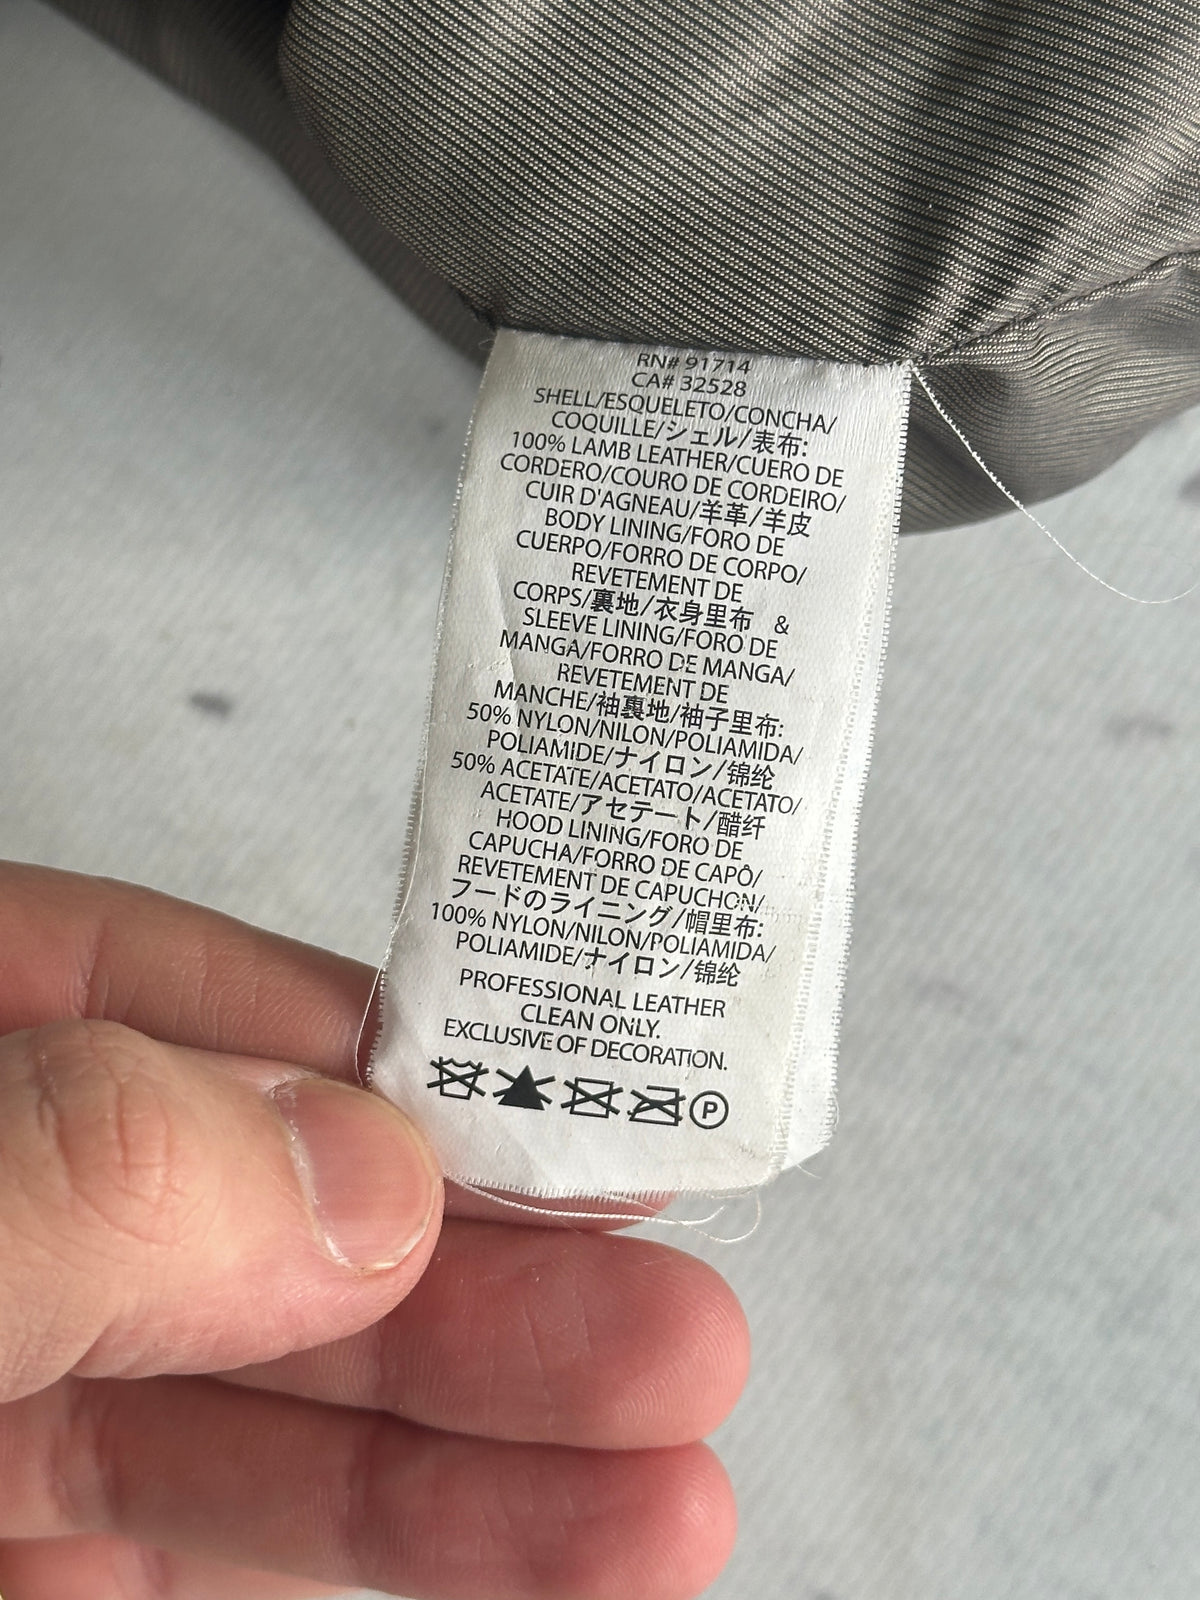 RN# 91714
CA# 32528
SHELL/ESQUELETO/CONCHA/
COQUILLE/シェル/表布:
100% LAMB LEATHER/CUERO DE
CORDERO/COURO DE CORDEIRO/
CUIR D'AGNEAU/羊革/羊皮
BODY LINING/FORO DE
CUERPO/FORRO DE CORPO/
REVETEMENT DE
CORPS/裏地/衣身里布 &
SLEEVE LINING/FORO DE
MANGA/FORRO DE MANGA/
REVETEMENT DE
MANCHE/袖裏地/袖子里布:
50% NYLON/NILON/POLIAMIDA/
POLIAMIDE/ナイロン/锦纶
50% ACETATE/ACETATO/ACETATO/
ACETATE/アセテート/醋纤
HOOD LINING/FORO DE
CAPUCHA/FORRO DE CAPÔ/
REVETEMENT DE CAPUCHON/
フードのライニング/帽里布:
100% NYLON/NILON/POLIAMIDA/
POLIAMIDE/ナイロン/锦纶
PROFESSIONAL LEATHER
CLEAN ONLY.
EXCLUSIVE OF DECORATION.
P